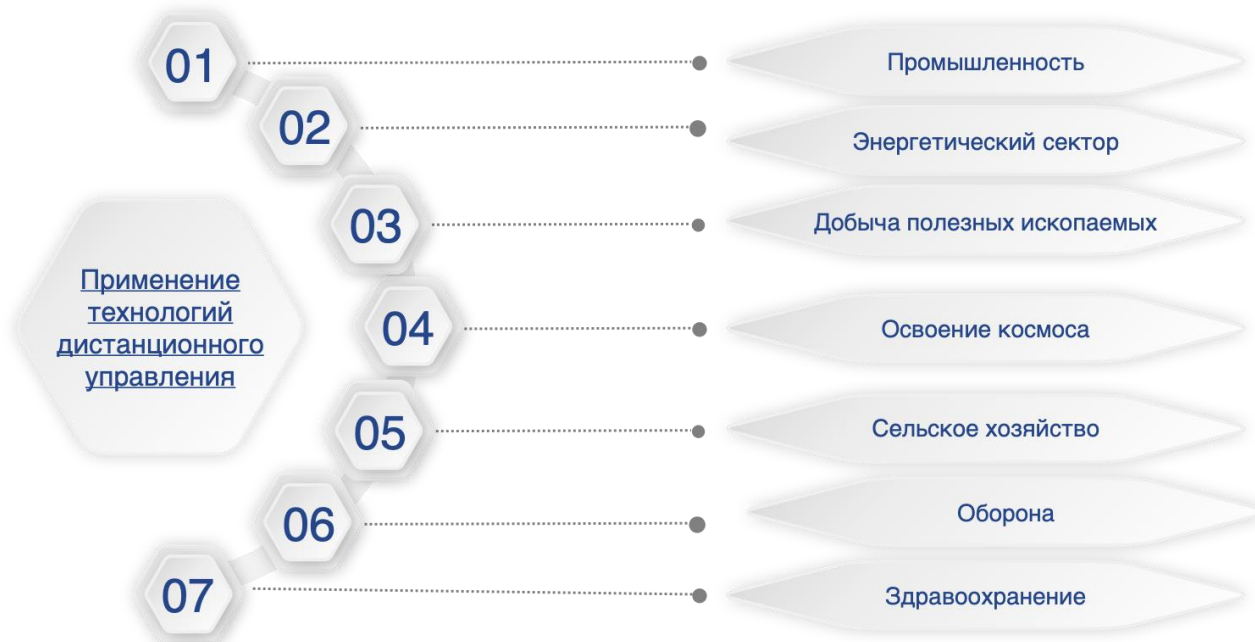 01
Промышленность
02
Энергетический сектор
03
Добыча полезных ископаемых
Применение
технологий
дистанционного
управления
04
Освоение космоса
05
Сельское хозяйство
06
Оборона
07
Здравоохранение